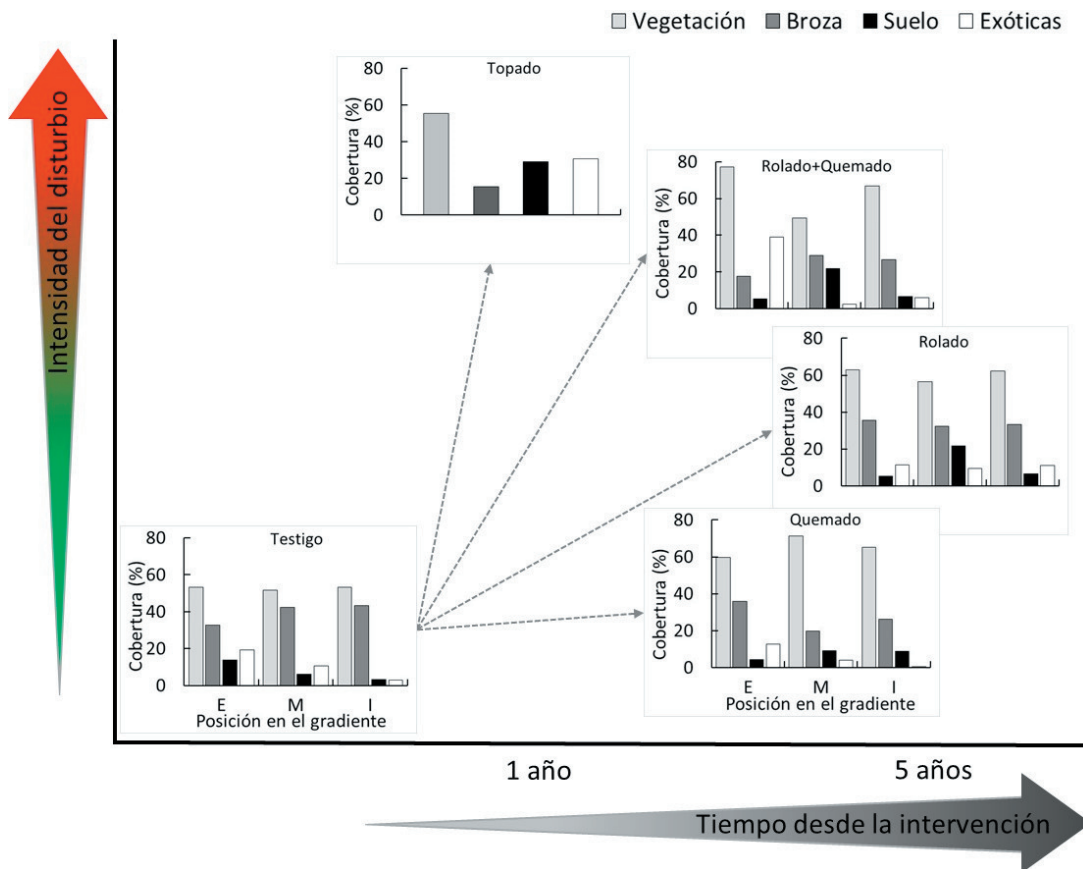 Vegetación Broza Suelo Exóticas
Intensidad del disturbio
Topado
Cobertura (%)
80
60
40
20
0
Rolado+Quemado
Cobertura (%)
80
60
40
20
0
Rolado
Cobertura (%)
80
60
40
20
0
Testigo
Cobertura (%)
80
60
40
20
0
E M I
Posición en el gradiente
Quemado
Cobertura (%)
80
60
40
20
0
E M I
Posición en el gradiente
1 año 5 años
Tiempo desde la intervención